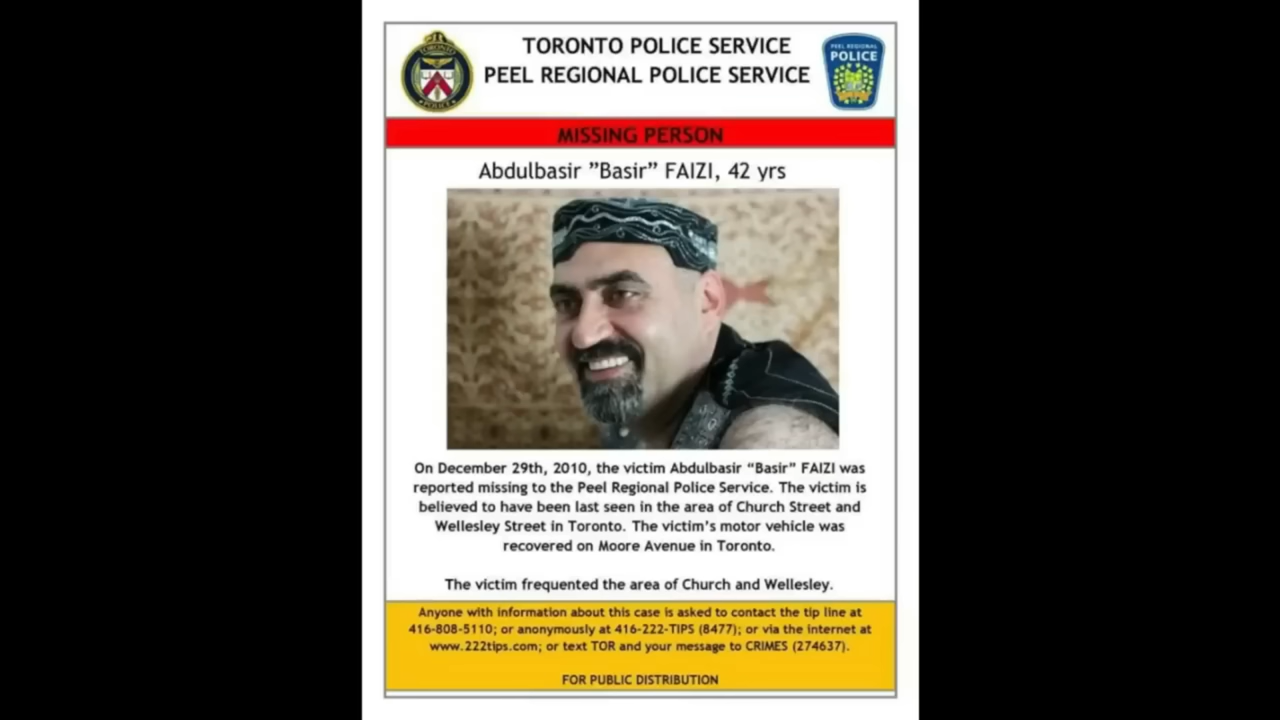 TORONTO POLICE SERVICE
PEEL REGIONAL POLICE SERVICE
TORONTO
POLICE
PEEL REGIONAL
POLICE
MISSING PERSON
Abdulbasir ”Basir” FAIZI, 42 yrs
On December 29th, 2010, the victim Abdulbasir “Basir” FAIZI was
reported missing to the Peel Regional Police Service. The victim is
believed to have been last seen in the area of Church Street and
Wellesley Street in Toronto. The victim’s motor vehicle was
recovered on Moore Avenue in Toronto.
The victim frequented the area of Church and Wellesley.
Anyone with information about this case is asked to contact the tip line at
416-808-5110; or anonymously at 416-222-TIPS (8477); or via the internet at
www.222tips.com; or text TOR and your message to CRIMES (274637).
FOR PUBLIC DISTRIBUTION